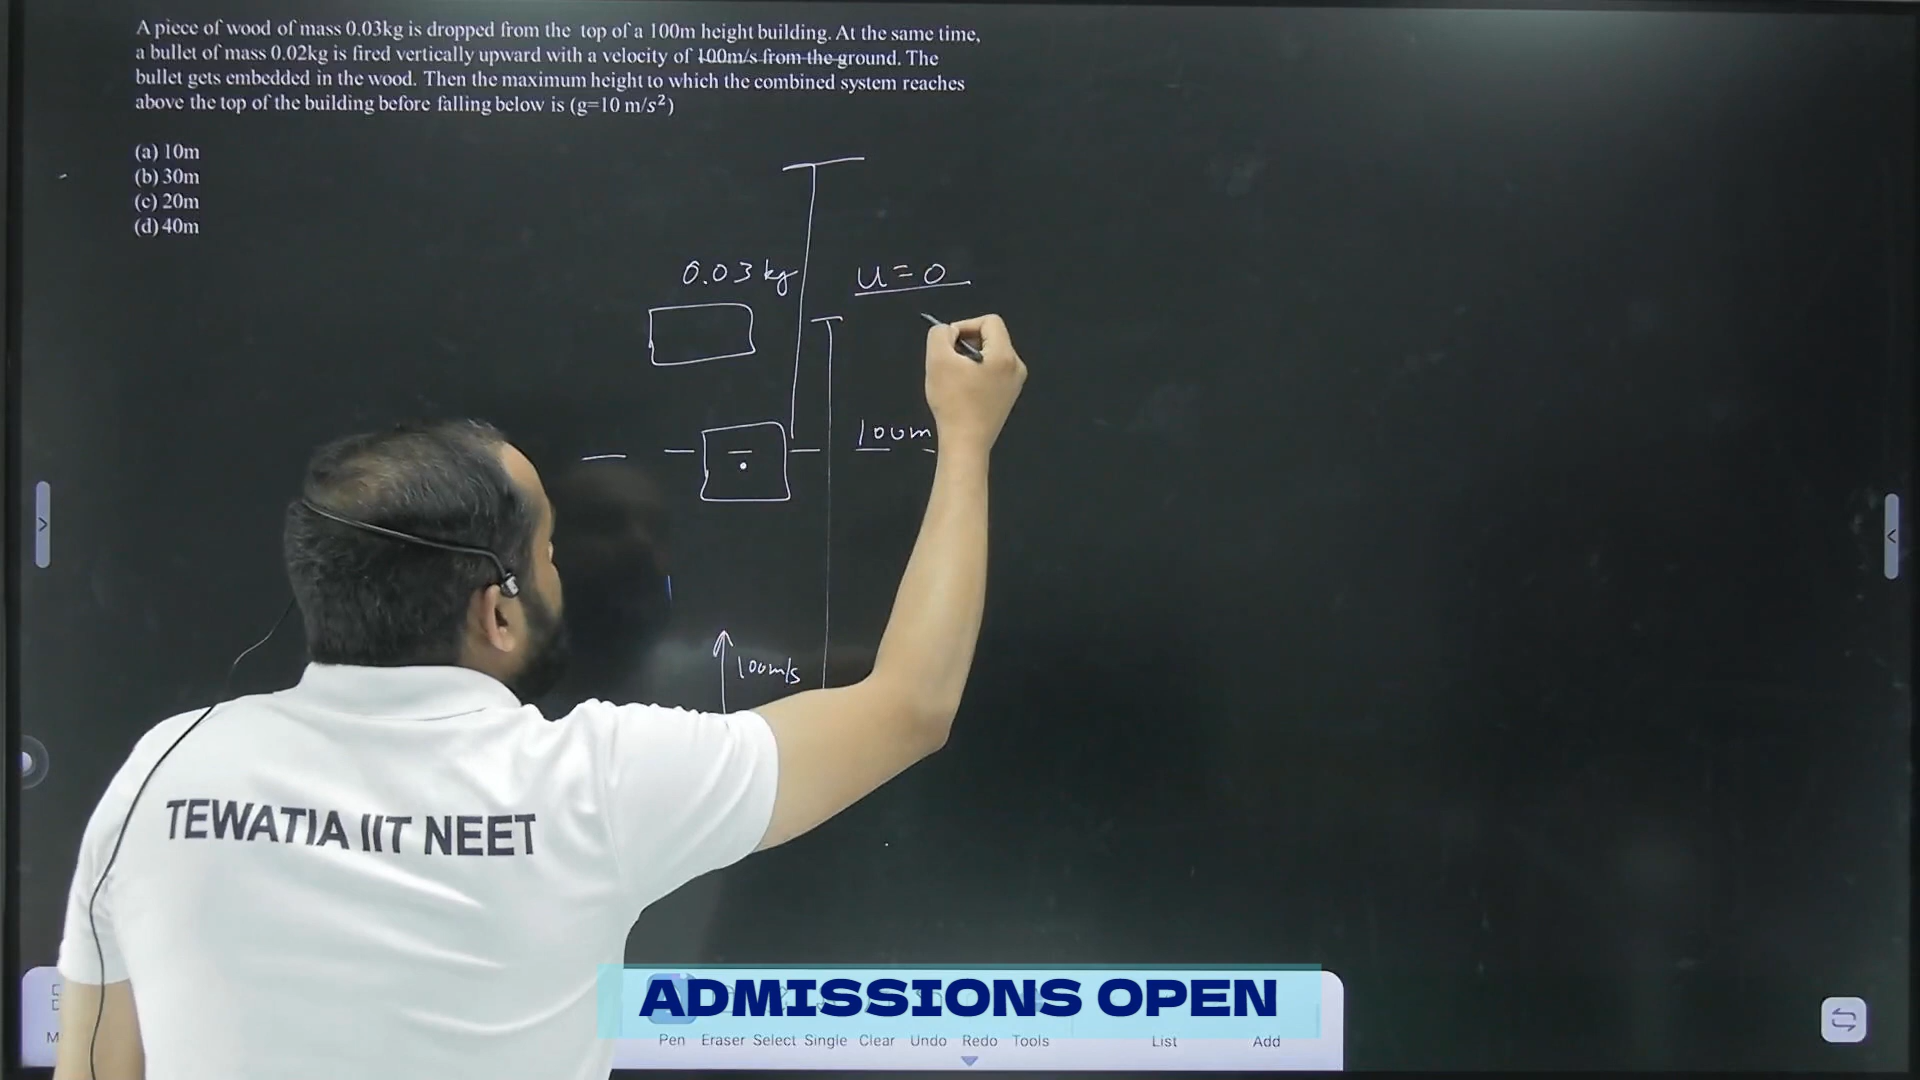 A piece of wood of mass 0.03kg is dropped from the top of a 100m height building. At the same time,
a bullet of mass 0.02kg is fired vertically upward with a velocity of 100m/s from the ground. The
bullet gets embedded in the wood. Then the maximum height to which the combined system reaches
above the top of the building before falling below is (g=10 m/s²)
(a) 10m
(b) 30m
(c) 20m
(d) 40m
0.03 kg
u = 0
100m
100m/s
TEWATIA IIT NEET
ADMISSIONS OPEN
Pen Eraser Select Single Clear Undo Redo Tools List Add